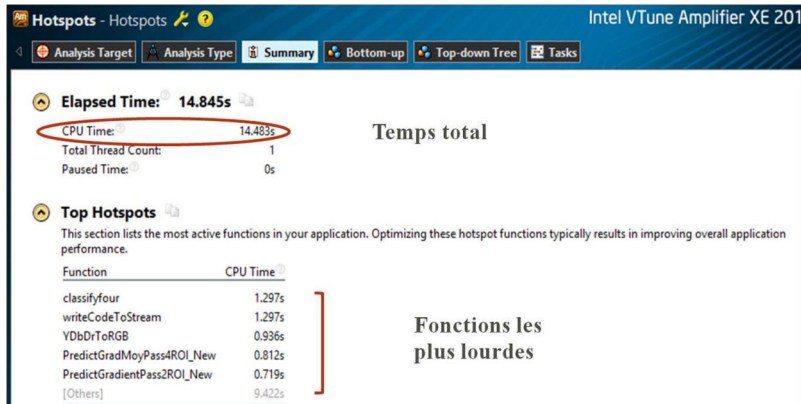 Hotspots - Hotspots
Intel VTune Amplifier XE 201
Analysis Target Analysis Type Summary Bottom-up Top-down Tree Tasks
Elapsed Time: 14.845s
CPU Time: 14.483s
Temps total
Total Thread Count: 1
Paused Time: 0s
Top Hotspots
This section lists the most active functions in your application. Optimizing these hotspot functions typically results in improving overall application
performance.
Function CPU Time
classifyfour 1.297s
writeCodeToStream 1.297s
YDbDrToRGB 0.936s
PredictGradMoyPass4ROI_New 0.812s
PredictGradientPass2ROI_New 0.719s
[Others] 9.422s
Fonctions les
plus lourdes